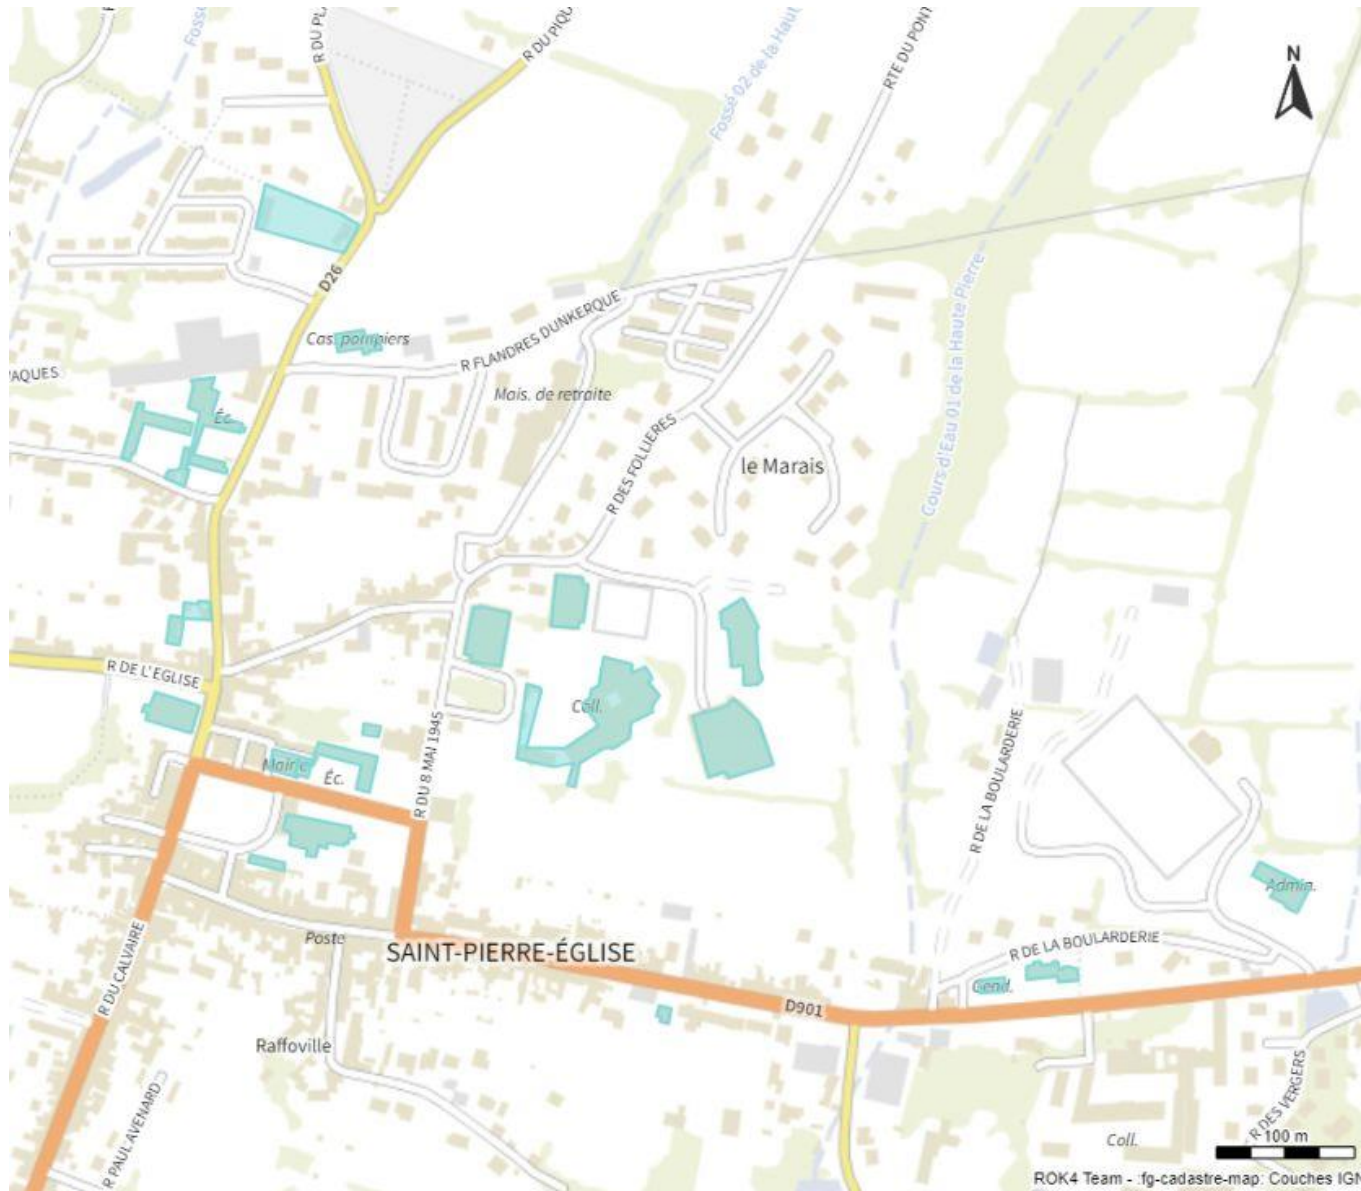 R DU PIQU
RTE DU PONT
N
Fossé 02 de la Haut
D26
Cas. pompiers
R FLANDRES DUNKERQUE
AQUES
Mais. de retraite
Éc.
R DES FOLLIERES
le Marais
Cours d'Eau 01 de la Haute Pierre
R DE L'EGLISE
Coll.
R DU 8 MAI 1945
Mairie
Éc.
R DE LA BOULARDERIE
Admin.
R DU CALVAIRE
Poste
SAINT-PIERRE-ÉGLISE
R DE LA BOULARDERIE
Gend.
D901
Raffoville
R PAUL AVENARD
R DES VERGERS
Coll.
100 m
ROK4 Team - :fg-cadastre-map: Couches IGN